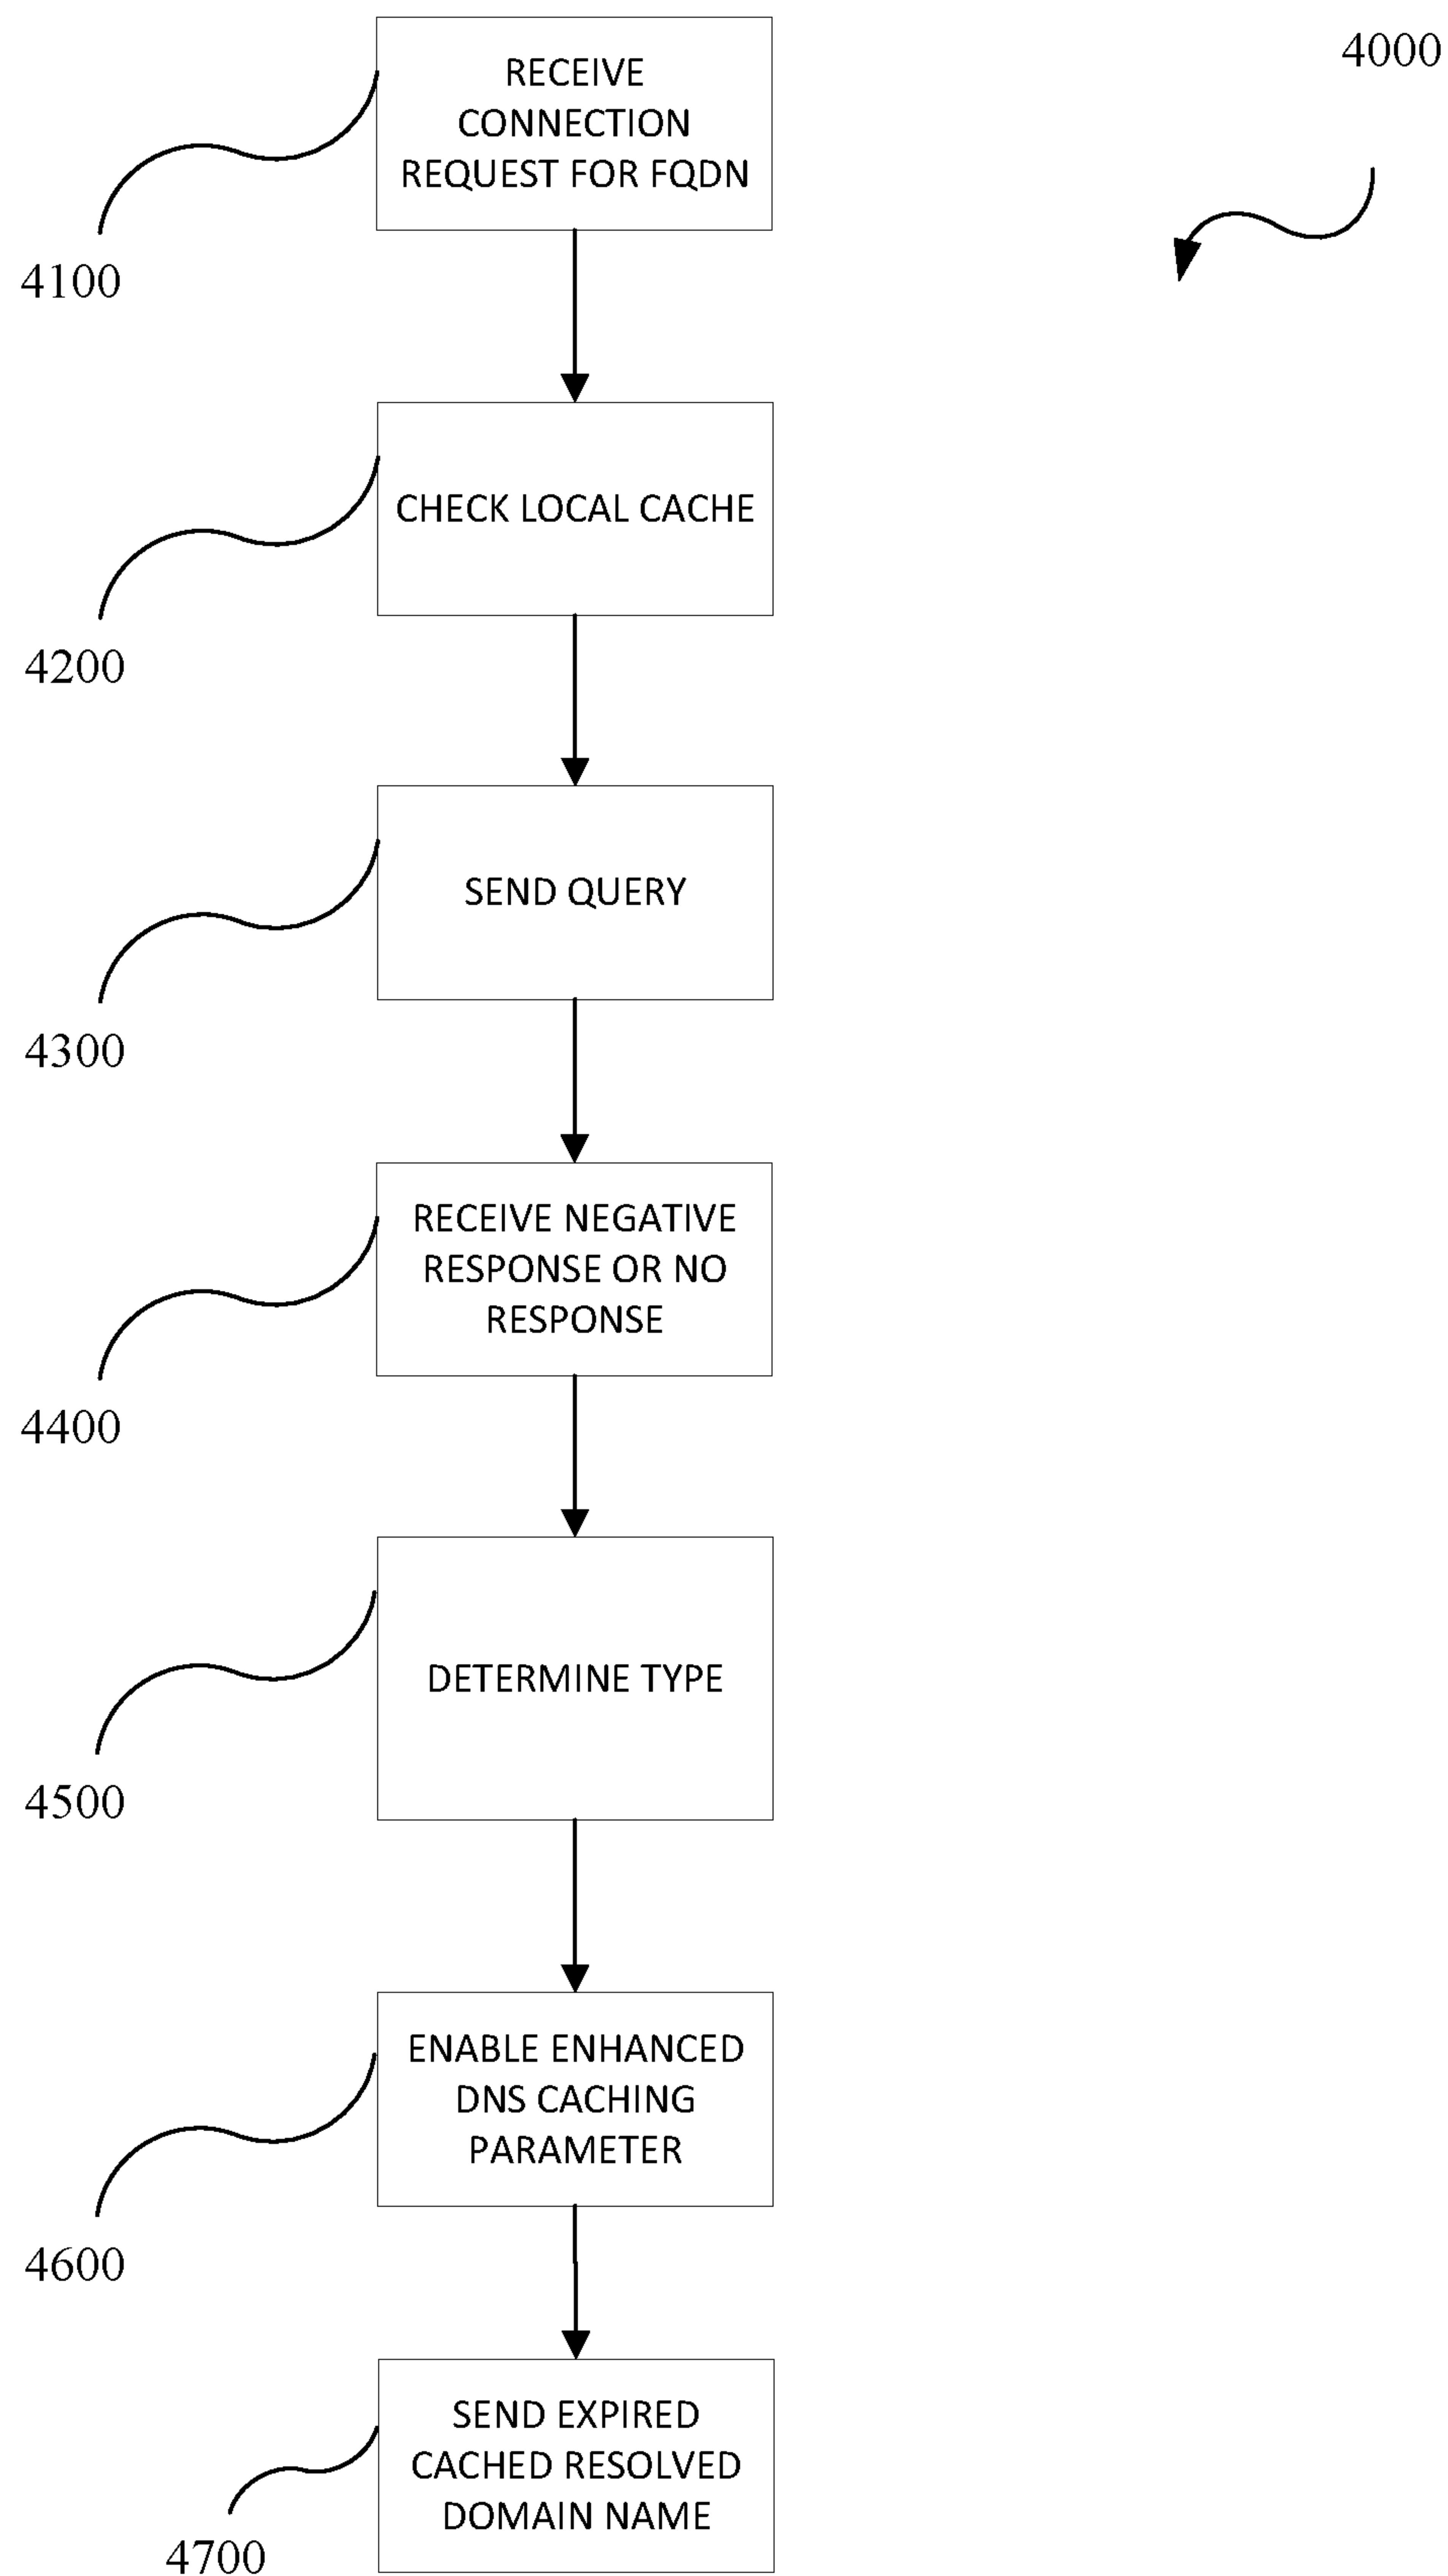 RECEIVE
CONNECTION
REQUEST FOR FQDN
4000
4100
CHECK LOCAL CACHE
4200
SEND QUERY
4300
RECEIVE NEGATIVE
RESPONSE OR NO
RESPONSE
4400
DETERMINE TYPE
4500
ENABLE ENHANCED
DNS CACHING
PARAMETER
4600
SEND EXPIRED
CACHED RESOLVED
DOMAIN NAME
4700